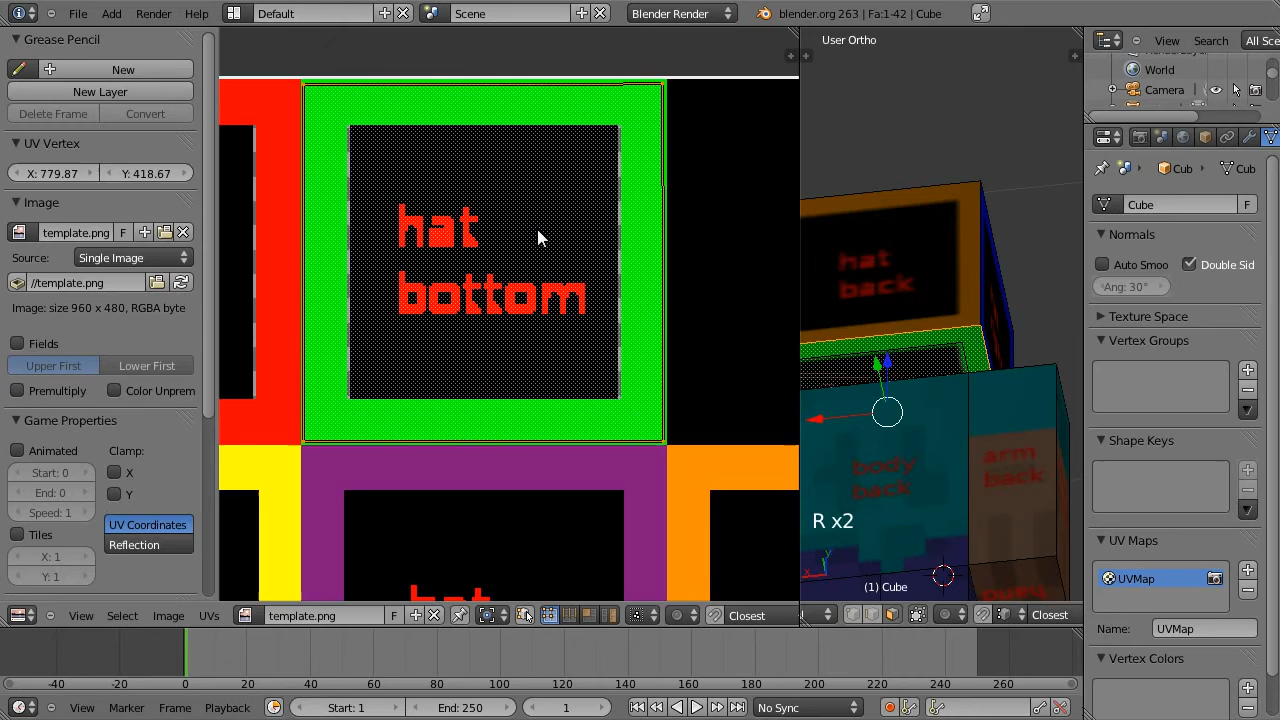 File Add Render Help Default Scene Blender Render blender.org 263 | Fa:1-42 | Cube
Grease Pencil
New
New Layer
Delete Frame Convert
UV Vertex
X: 779.87 Y: 418.67
Image
template.png F
Source: Single Image
//template.png
Image: size 960 x 480, RGBA byte
Fields
Upper First Lower First
Premultiply Color Unprem
Game Properties
Animated Clamp:
Start: 0 X
End: 0 Y
Speed: 1
Tiles UV Coordinates
X: 1 Reflection
Y: 1
hat
bottom
hat
User Ortho
hat
back
body
back
arm
back
R x2
(1) Cube
View Select Image UVs template.png F Closest
Closest
View Search All Sce
World
Camera
Cub Cub
Cube F
Normals
Auto Smoo Double Sid
Ang: 30°
Texture Space
Vertex Groups
Shape Keys
UV Maps
UVMap
Name: UVMap
Vertex Colors
-40 -20 0 20 40 60 80 100 120 140 160 180 200 220 240 260
View Marker Frame Playback Start: 1 End: 250 1 No Sync